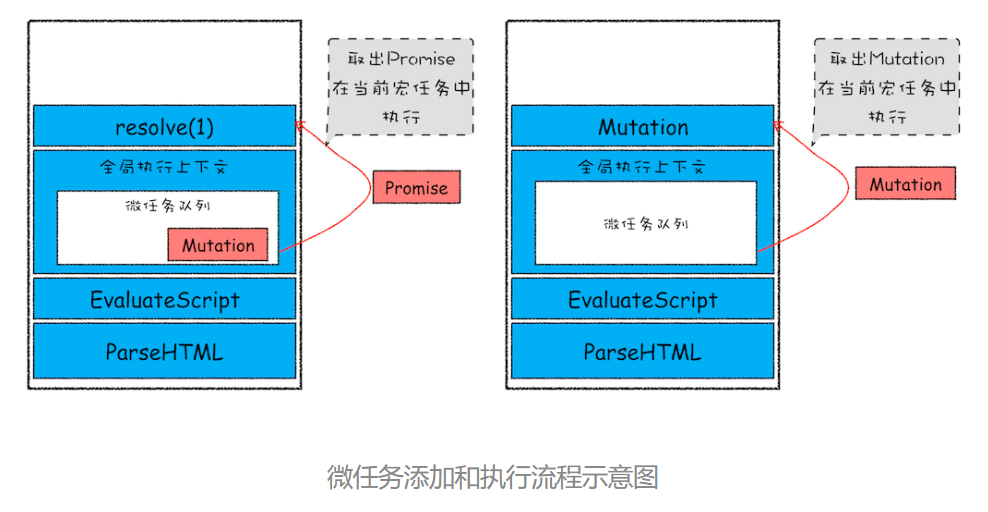 取出Promise
在当前宏任务中
执行
resolve(1)
全局执行上下文
微任务队列
Mutation
Promise
EvaluateScript
ParseHTML
取出Mutation
在当前宏任务中
执行
Mutation
全局执行上下文
微任务队列
Mutation
EvaluateScript
ParseHTML
微任务添加和执行流程示意图